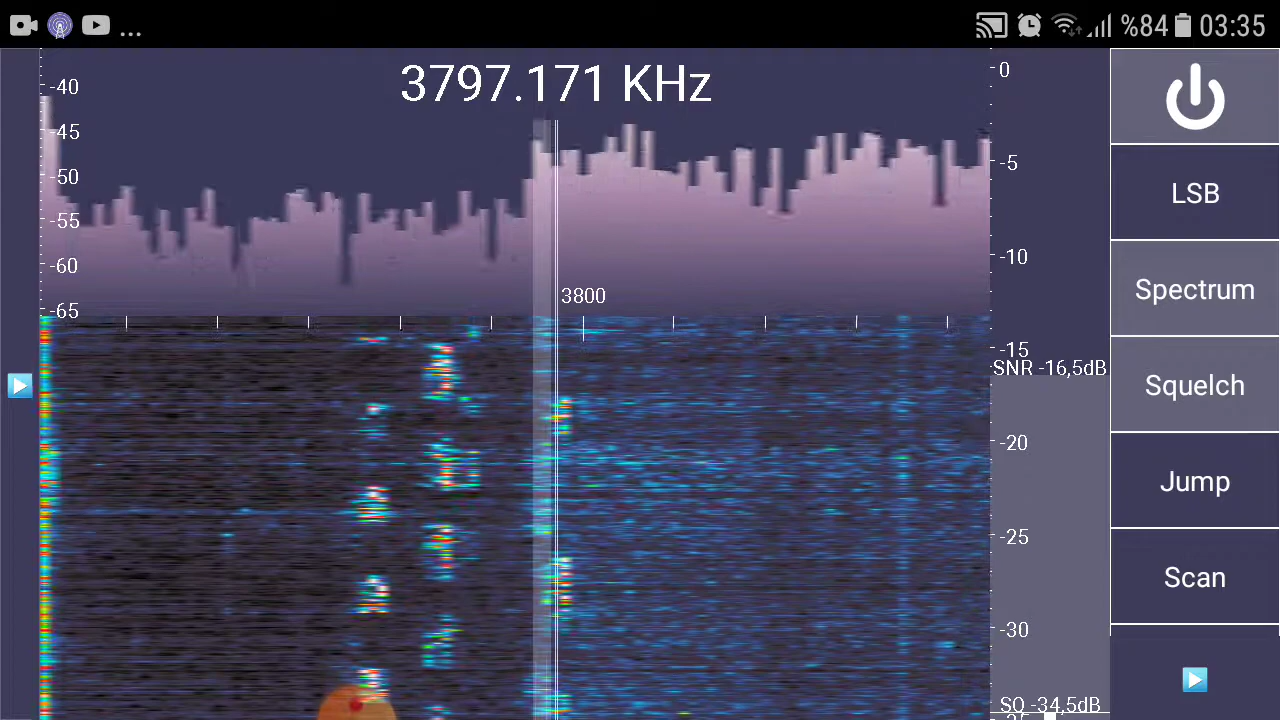 ... %84 03:35
3797.171 KHz
-40
-45
-50
-55
-60
-65
3800
0
-5
-10
-15
SNR -16,5dB
-20
-25
-30
SQ -34,5dB
LSB
Spectrum
Squelch
Jump
Scan